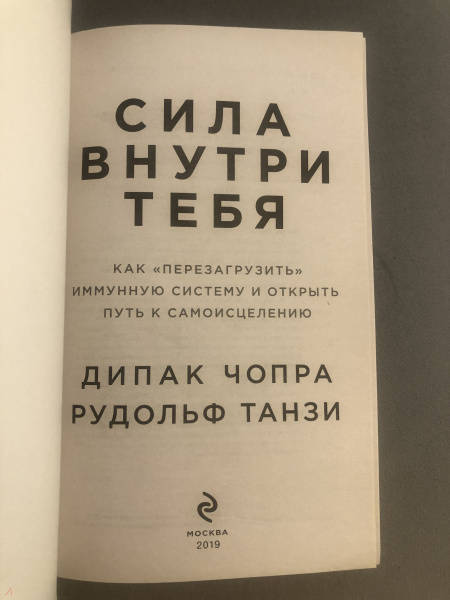 СИЛА
ВНУТРИ
ТЕБЯ
КАК «ПЕРЕЗАГРУЗИТЬ»
ИММУННУЮ СИСТЕМУ И ОТКРЫТЬ
ПУТЬ К САМОИСЦЕЛЕНИЮ
ДИПАК ЧОПРА
РУДОЛЬФ ТАНЗИ
МОСКВА
2019